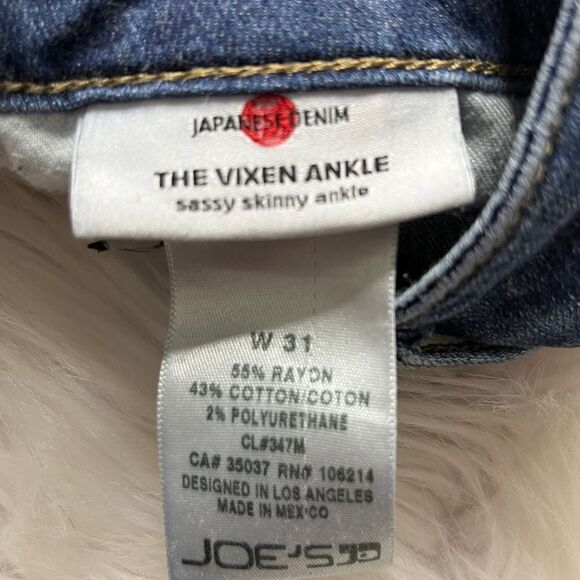 JAPANESE DENIM
THE VIXEN ANKLE
sassy skinny ankle
W 31
55% RAYON
43% COTTON/COTON
2% POLYURETHANE
CL#347M
CA# 35037 RN# 106214
DESIGNED IN LOS ANGELES
MADE IN MEXICO
JOE'S